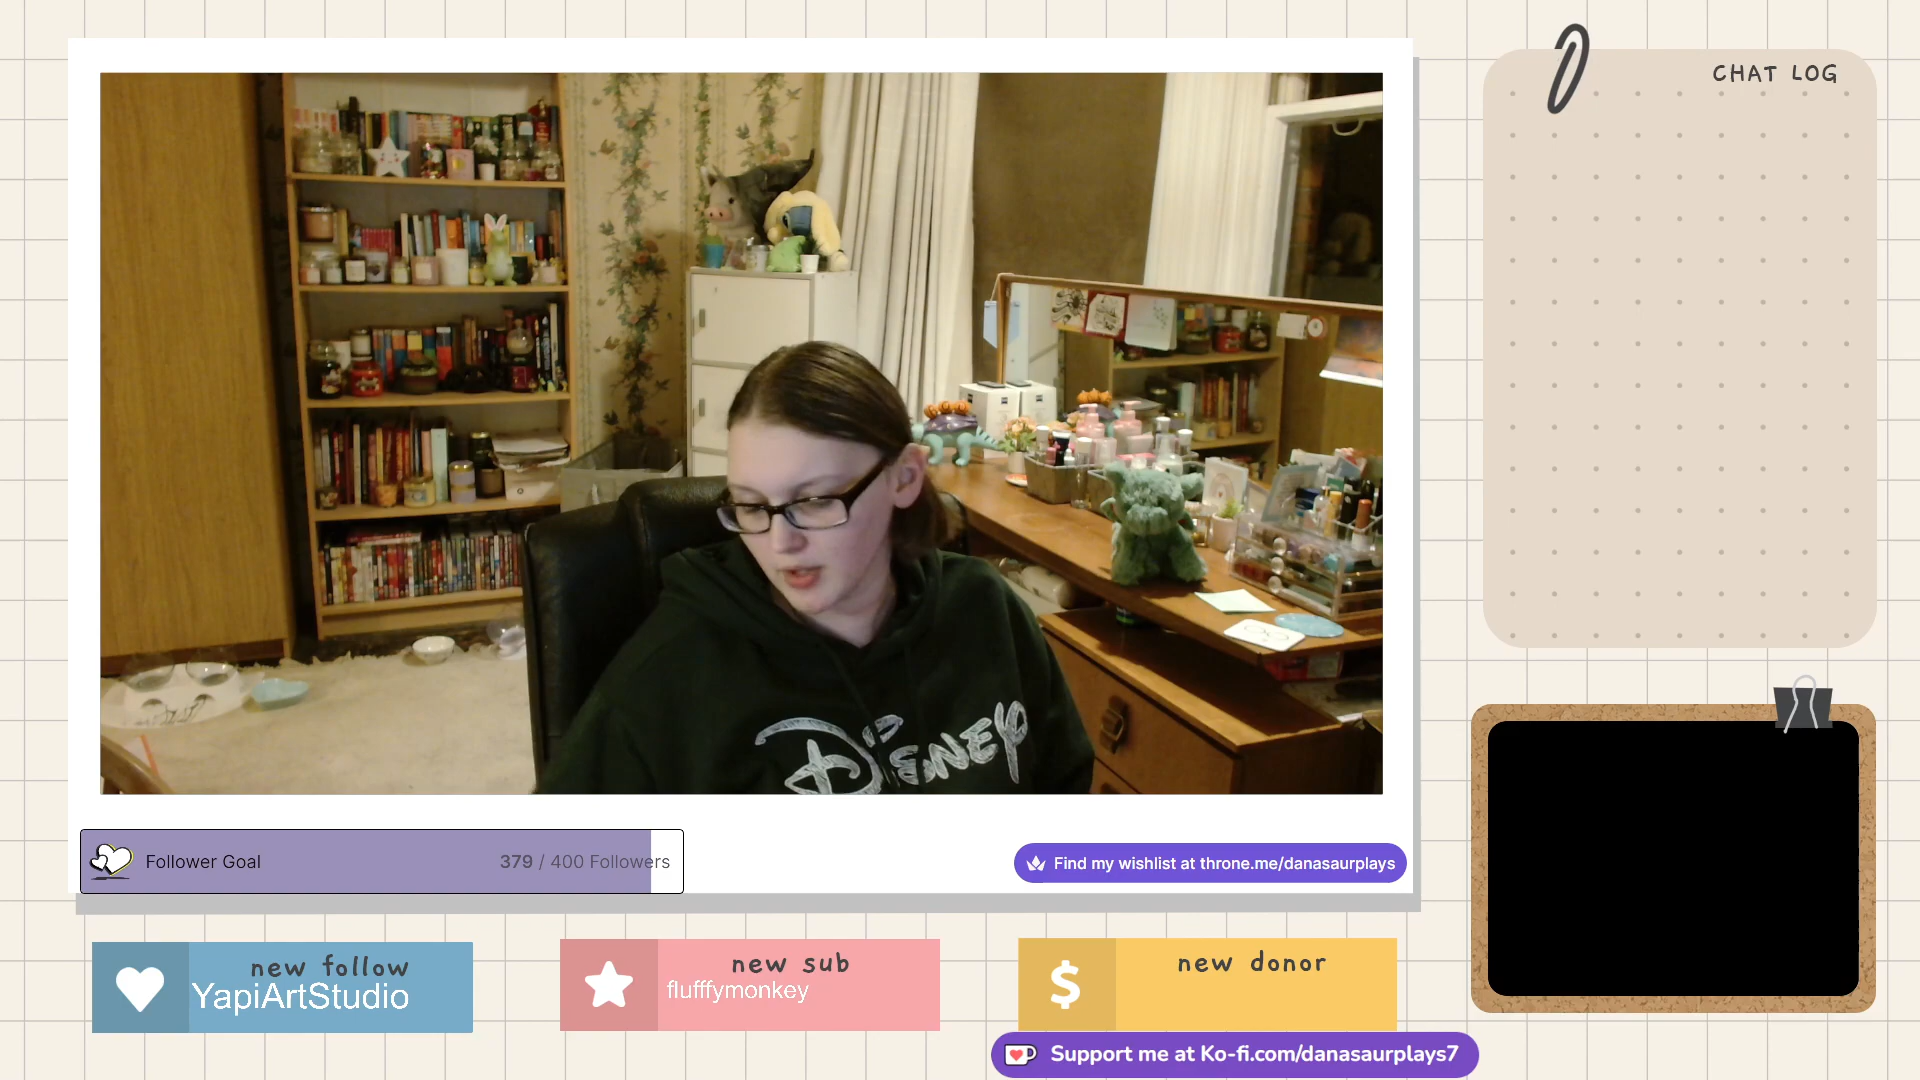 CHAT LOG
DISNEY
Follower Goal
379 / 400 Followers
Find my wishlist at throne.me/danasaurplays
new follow
YapiArtStudio
new sub
flufffymonkey
new donor
Support me at Ko-fi.com/danasaurplays7